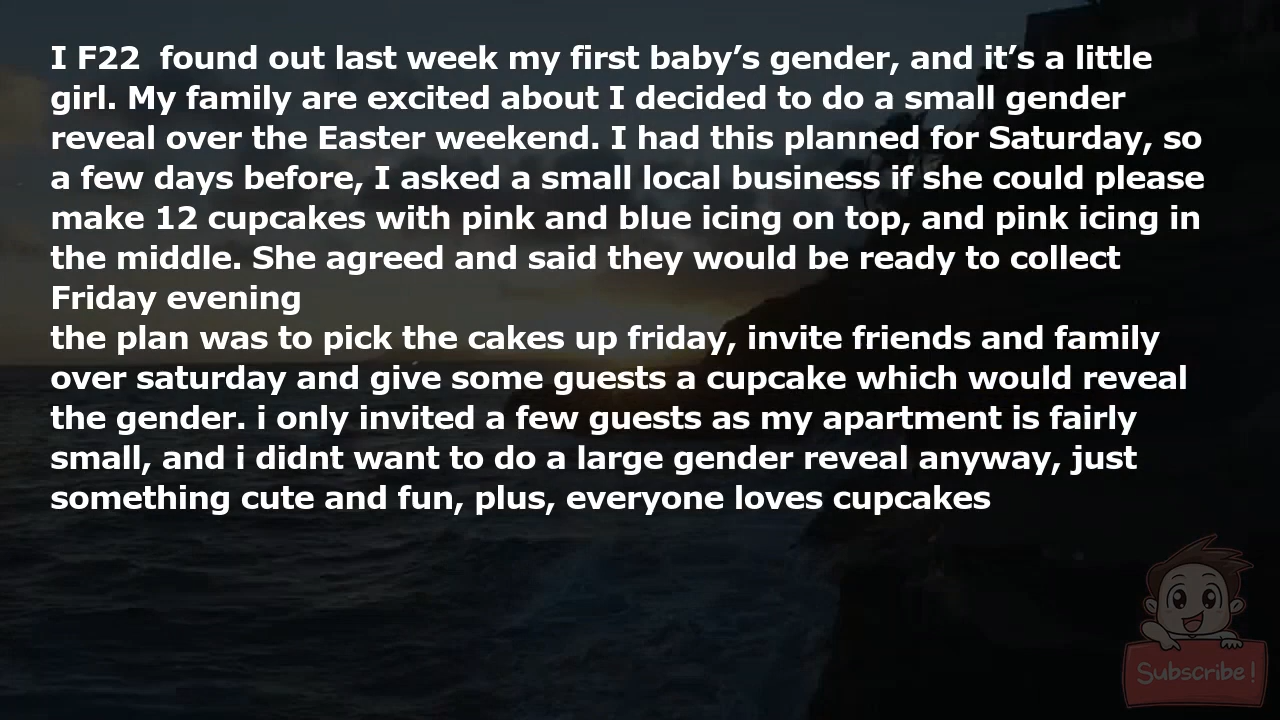 I F22  found out last week my first baby’s gender, and it’s a little
girl. My family are excited about I decided to do a small gender
reveal over the Easter weekend. I had this planned for Saturday, so
a few days before, I asked a small local business if she could please
make 12 cupcakes with pink and blue icing on top, and pink icing in
the middle. She agreed and said they would be ready to collect
Friday evening
the plan was to pick the cakes up friday, invite friends and family
over saturday and give some guests a cupcake which would reveal
the gender. i only invited a few guests as my apartment is fairly
small, and i didnt want to do a large gender reveal anyway, just
something cute and fun, plus, everyone loves cupcakes
Subscribe!